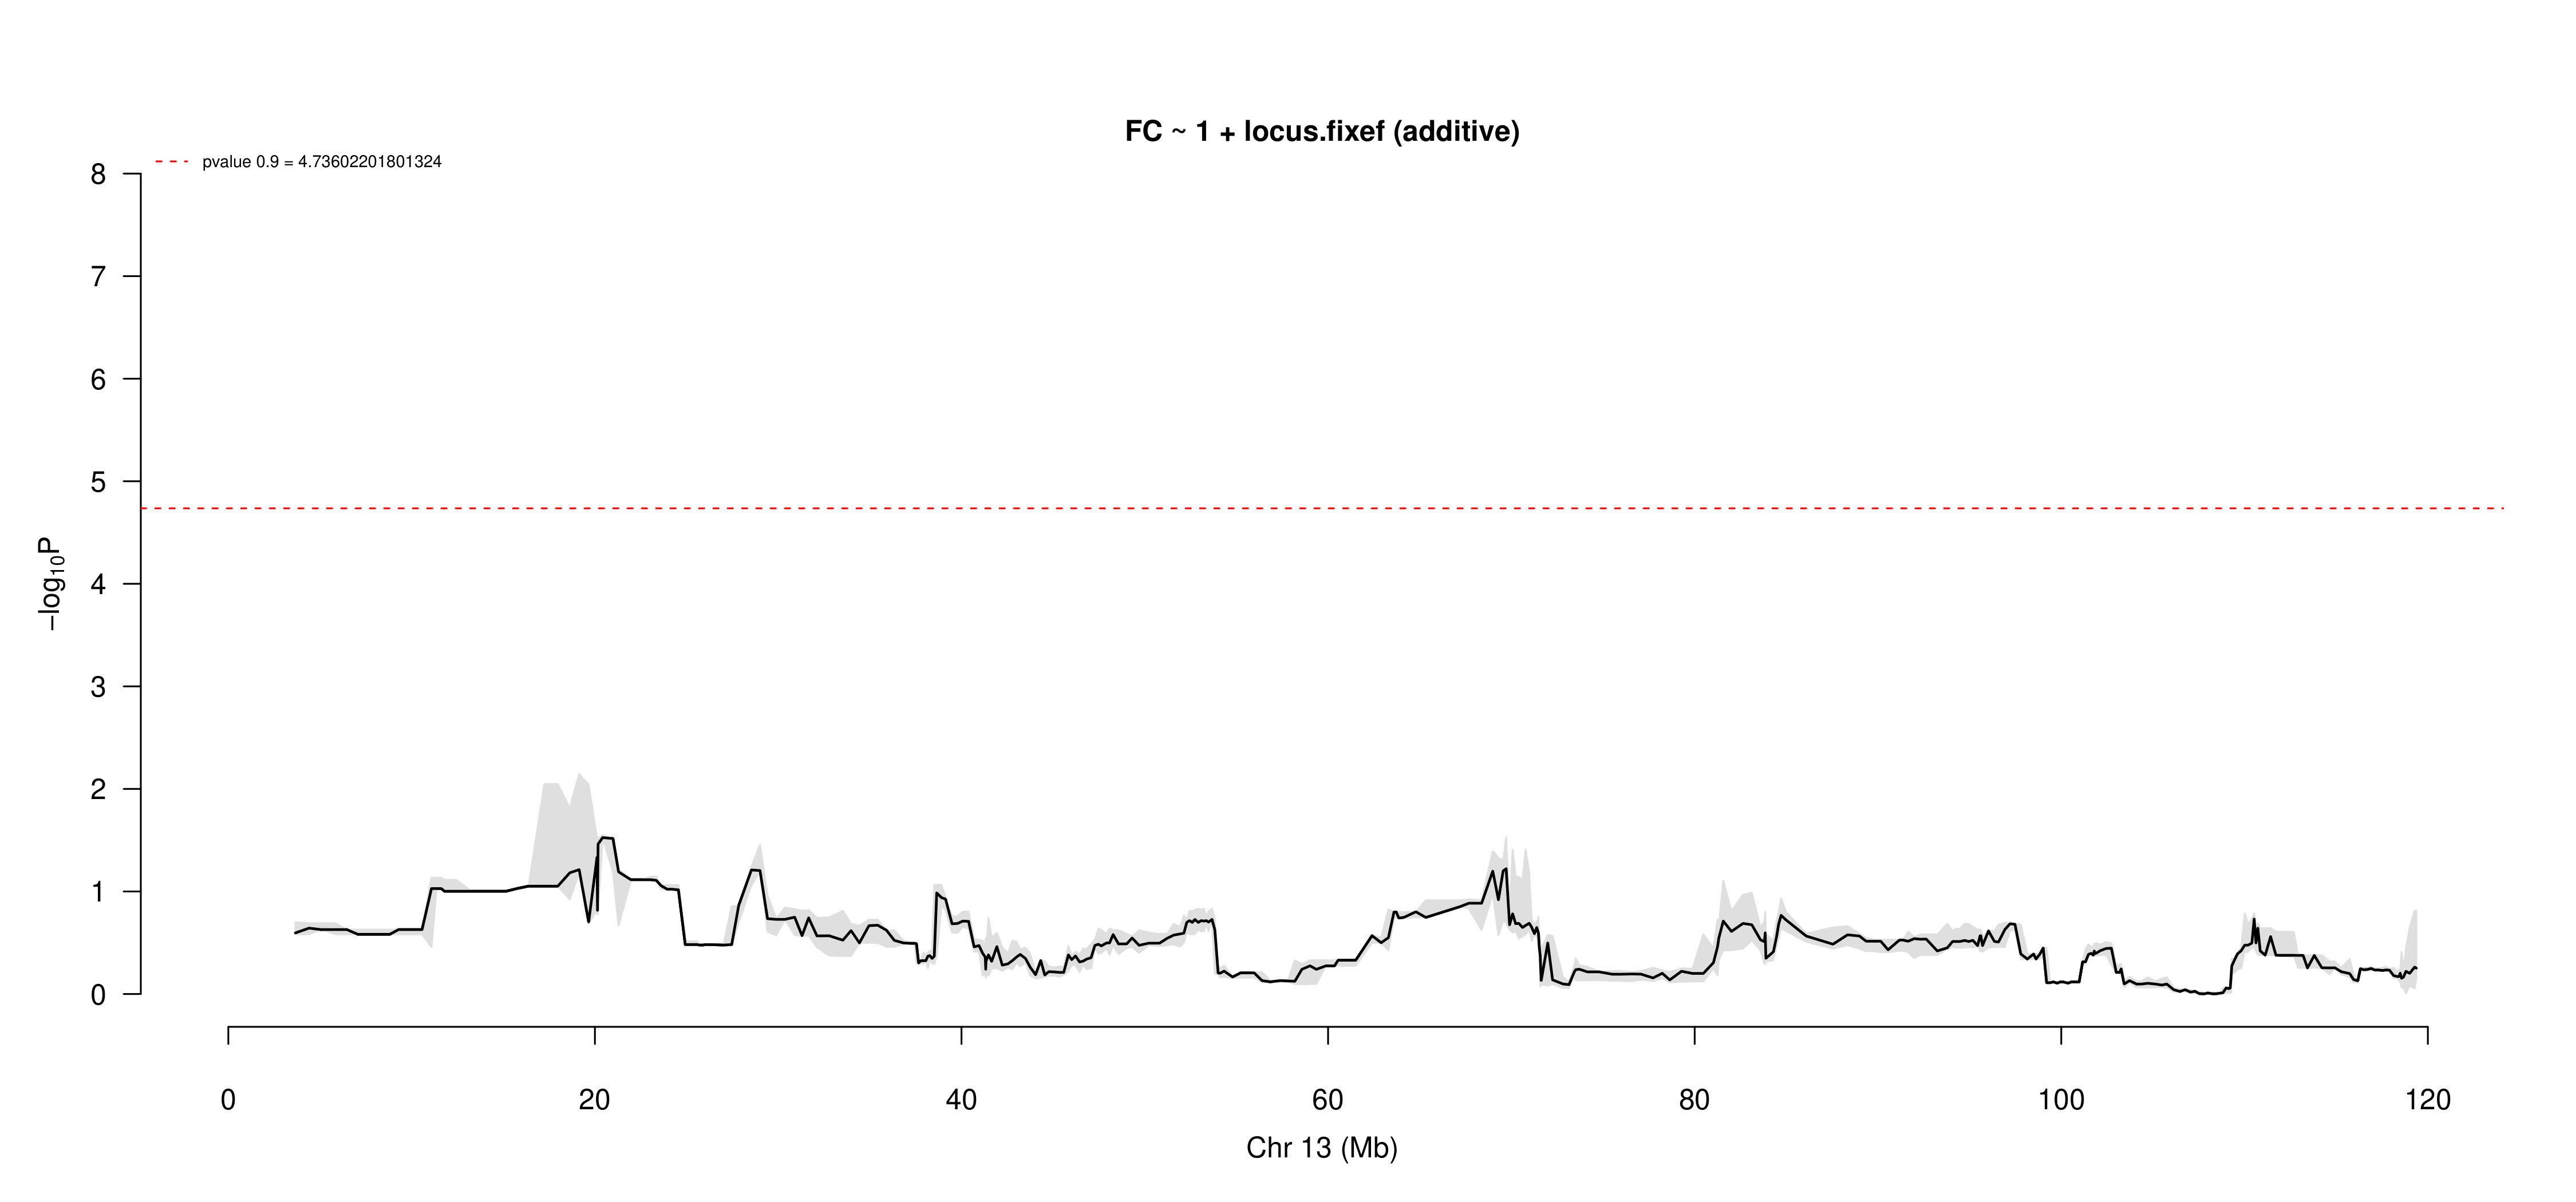 FC ~ 1 + locus.fixef (additive)
pvalue 0.9 = 4.73602201801324
8
7
6
5
4
3
2
1
0
−log10P
0 20 40 60 80 100 120
Chr 13 (Mb)